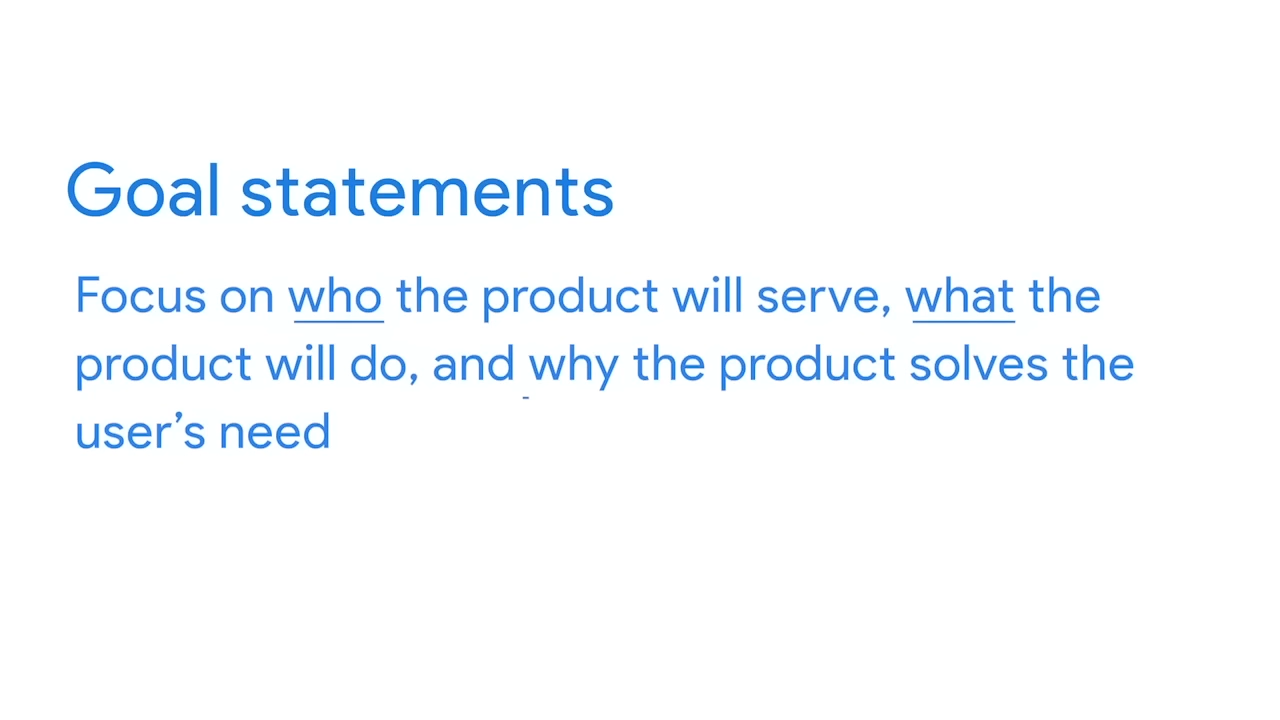 Goal statements
Focus on who the product will serve, what the
product will do, and why the product solves the
user’s need